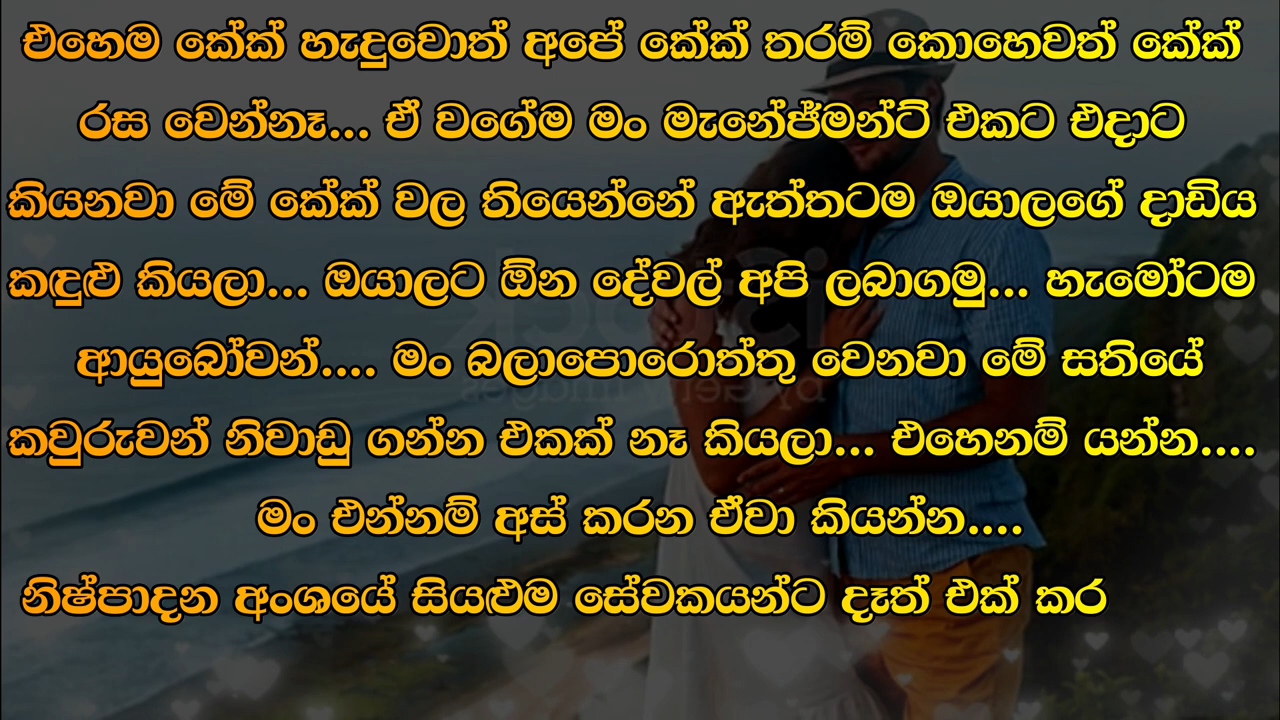 එහෙම කේක් හැදුවොත් අපේ කේක් තරම් කොහෙවත් කේක්
රස වෙන්නෑ... ඒ වගේම මං මැනේජ්මන්ට් එකට එදාට
කියනවා මේ කේක් වල තියෙන්නේ ඇත්තටම ඔයාලගේ දාඩිය
කඳුළු කියලා... ඔයාලට ඕන දේවල් අපි ලබාගමු... හැමෝටම
ආයුබෝවන්.... මං බලාපොරොත්තු වෙනවා මේ සතියේ
කවුරුවත් නිවාඩු ගන්න එකක් නෑ කියලා... එහෙනම් යන්න....
මං එන්නම් අස් කරන ඒවා කියන්න....
නිෂ්පාදන අංශයේ සියළුම සේවකයන්ට දෑත් එක් කර